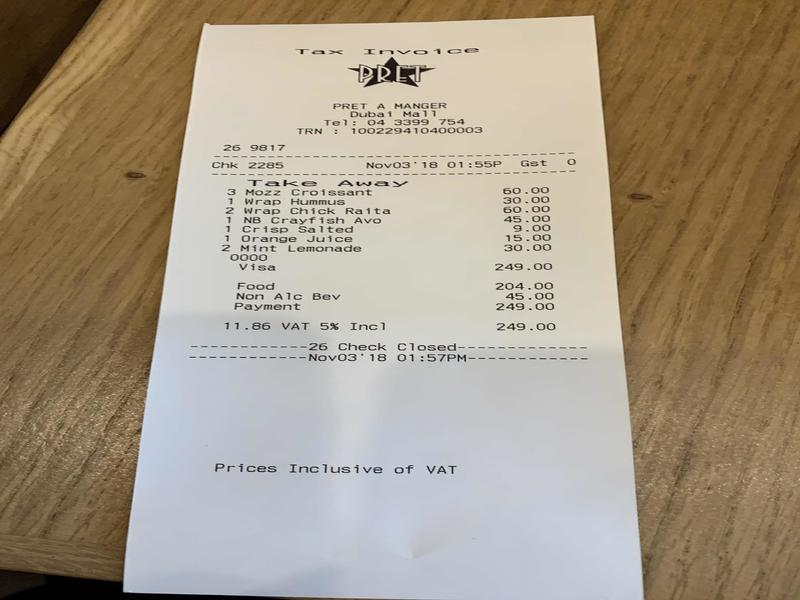 Tax Invoice
PRET
PRET A MANGER
Dubai Mall
Tel: 04 3399 754
TRN : 100229410400003
26 9817
Chk 2285 Nov03'18 01:55P Gst 0
Take Away
3 Mozz Croissant 60.00
1 Wrap Hummus 30.00
2 Wrap Chick Raita 60.00
1 NB Crayfish Avo 45.00
1 Crisp Salted 9.00
1 Orange Juice 15.00
2 Mint Lemonade 30.00
0000
Visa 249.00
Food 204.00
Non Alc Bev 45.00
Payment 249.00
11.86 VAT 5% Incl 249.00
------------26 Check Closed-------------
------------Nov03'18 01:57PM------------
Prices Inclusive of VAT